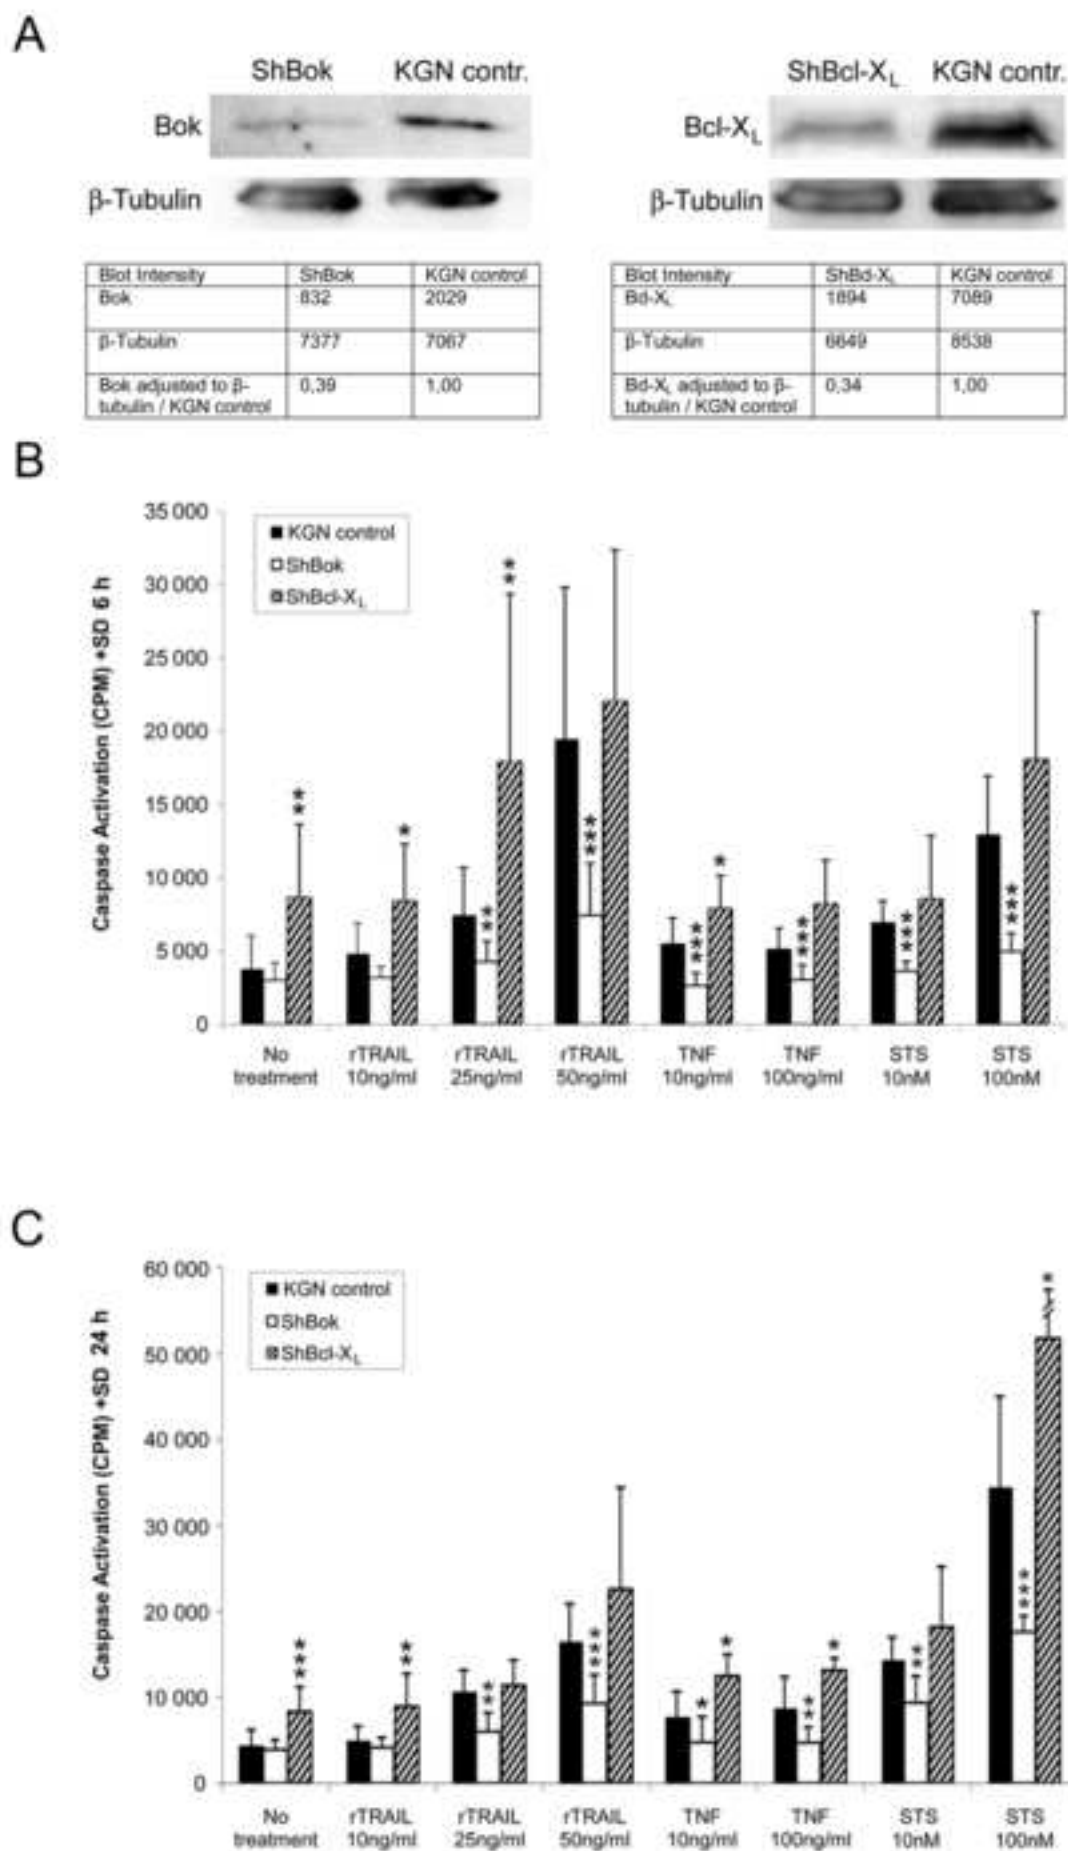 A
ShBok KGN contr.
Bok
β-Tubulin
Blot Intensity ShBok KGN control
Bok 832 2029
β-Tubulin 7377 7067
Bok adjusted to β-
tubulin / KGN control 0,39 1,00
ShBcl-XL KGN contr.
Bcl-XL
β-Tubulin
Blot Intensity ShBd-XL KGN control
Bd-XL 1894 7089
β-Tubulin 6649 8538
Bd-XL adjusted to β-
tubulin / KGN control 0,34 1,00
B
Caspase Activation (CPM) +SD 6 h
35 000
30 000
25 000
20 000
15 000
10 000
5 000
0
KGN control
ShBok
ShBcl-XL
** * ** ** *** *** * *** *** ***
No treatment
rTRAIL 10ng/ml
rTRAIL 25ng/ml
rTRAIL 50ng/ml
TNF 10ng/ml
TNF 100ng/ml
STS 10nM
STS 100nM
C
Caspase Activation (CPM) +SD 24 h
60 000
50 000
40 000
30 000
20 000
10 000
0
KGN control
ShBok
ShBcl-XL
*** ** ** *** * * ** * ** *** *
No treatment
rTRAIL 10ng/ml
rTRAIL 25ng/ml
rTRAIL 50ng/ml
TNF 10ng/ml
TNF 100ng/ml
STS 10nM
STS 100nM